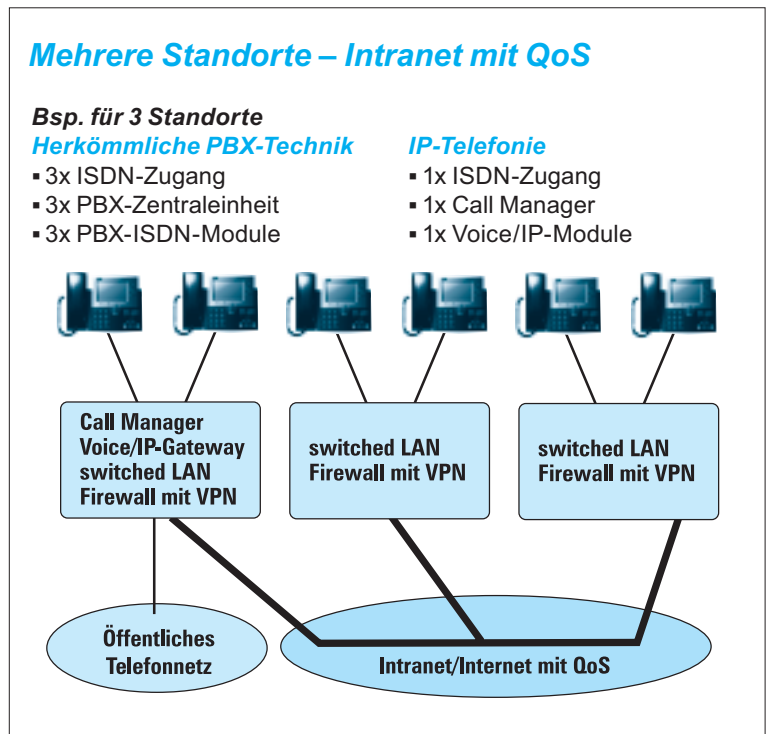 Mehrere Standorte – Intranet mit QoS
Bsp. für 3 Standorte
Herkömmliche PBX-Technik
▪ 3x ISDN-Zugang
▪ 3x PBX-Zentraleinheit
▪ 3x PBX-ISDN-Module
IP-Telefonie
▪ 1x ISDN-Zugang
▪ 1x Call Manager
▪ 1x Voice/IP-Module
Call Manager
Voice/IP-Gateway
switched LAN
Firewall mit VPN
switched LAN
Firewall mit VPN
switched LAN
Firewall mit VPN
Öffentliches
Telefonnetz
Intranet/Internet mit QoS